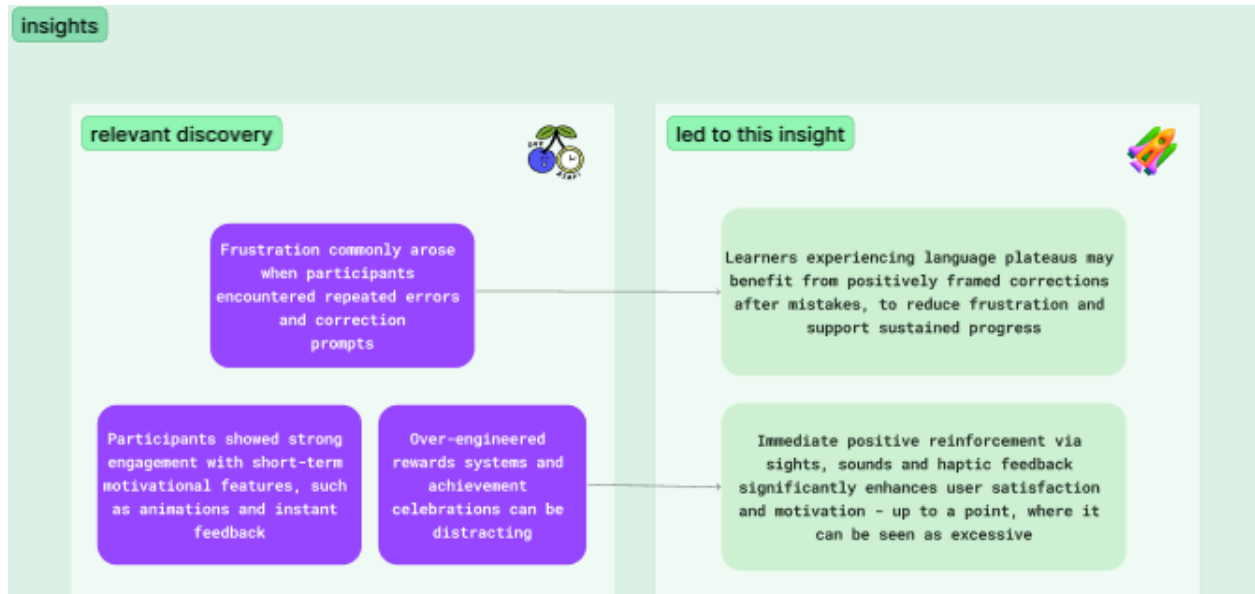 insights
relevant discovery
Frustration commonly arose
when participants
encountered repeated errors
and correction
prompts
Participants showed strong
engagement with short-term
motivational features, such
as animations and instant
feedback
Over-engineered
rewards systems and
achievement
celebrations can be
distracting
led to this insight
Learners experiencing language plateaus may
benefit from positively framed corrections
after mistakes, to reduce frustration and
support sustained progress
Immediate positive reinforcement via
sights, sounds and haptic feedback
significantly enhances user satisfaction
and motivation - up to a point, where it
can be seen as excessive